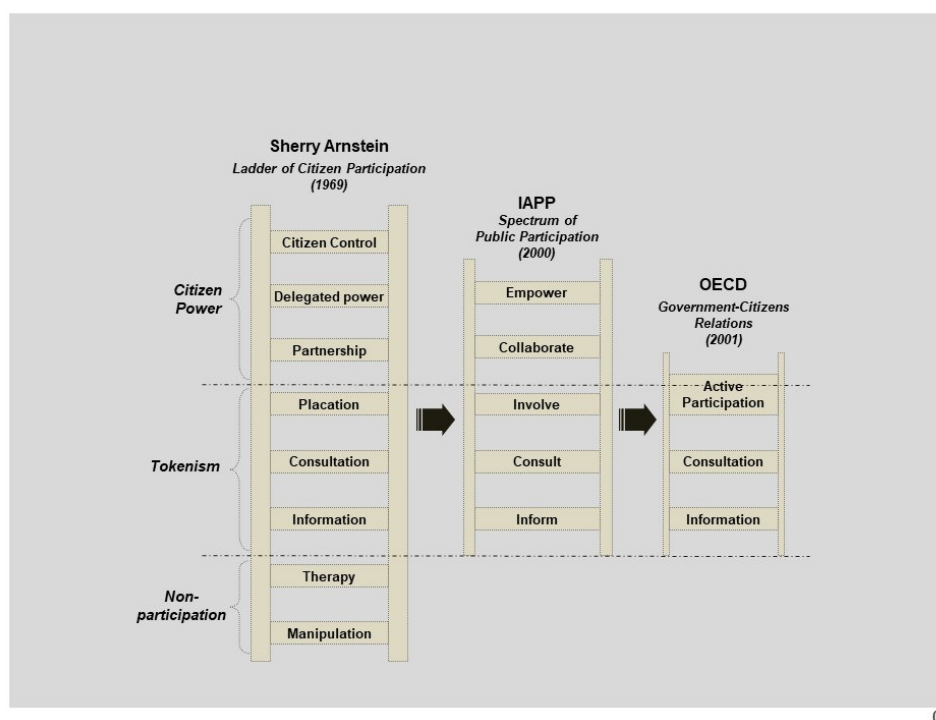 Sherry Arnstein
Ladder of Citizen Participation
(1969)
Citizen Power
Citizen Control
Delegated power
Partnership
Tokenism
Placation
Consultation
Information
Non-
participation
Therapy
Manipulation
IAPP
Spectrum of
Public Participation
(2000)
Empower
Collaborate
Involve
Consult
Inform
OECD
Government-Citizens
Relations
(2001)
Active
Participation
Consultation
Information